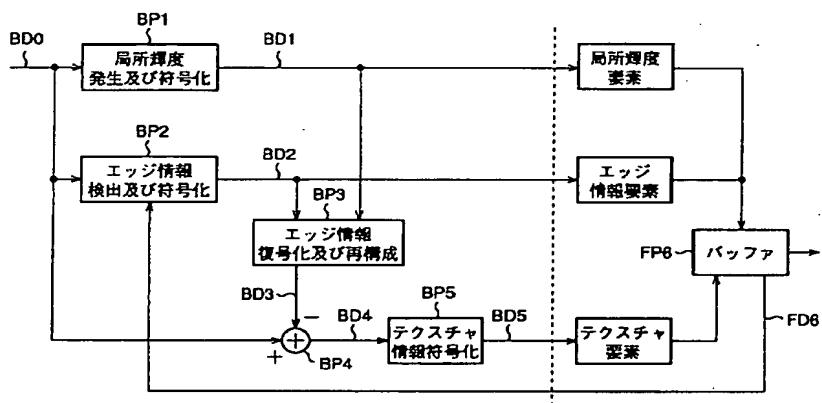 BP1
BD0
BD1
局所輝度
発生及び符号化
局所輝度
要素
BP2
BD2
エッジ情報
検出及び符号化
エッジ
情報要素
BP3
エッジ情報
復号化及び再構成
FP6
バッファ
BD3
−
BD4
BP5
BD5
FD6
+
+
BP4
テクスチャ
情報符号化
テクスチャ
要素